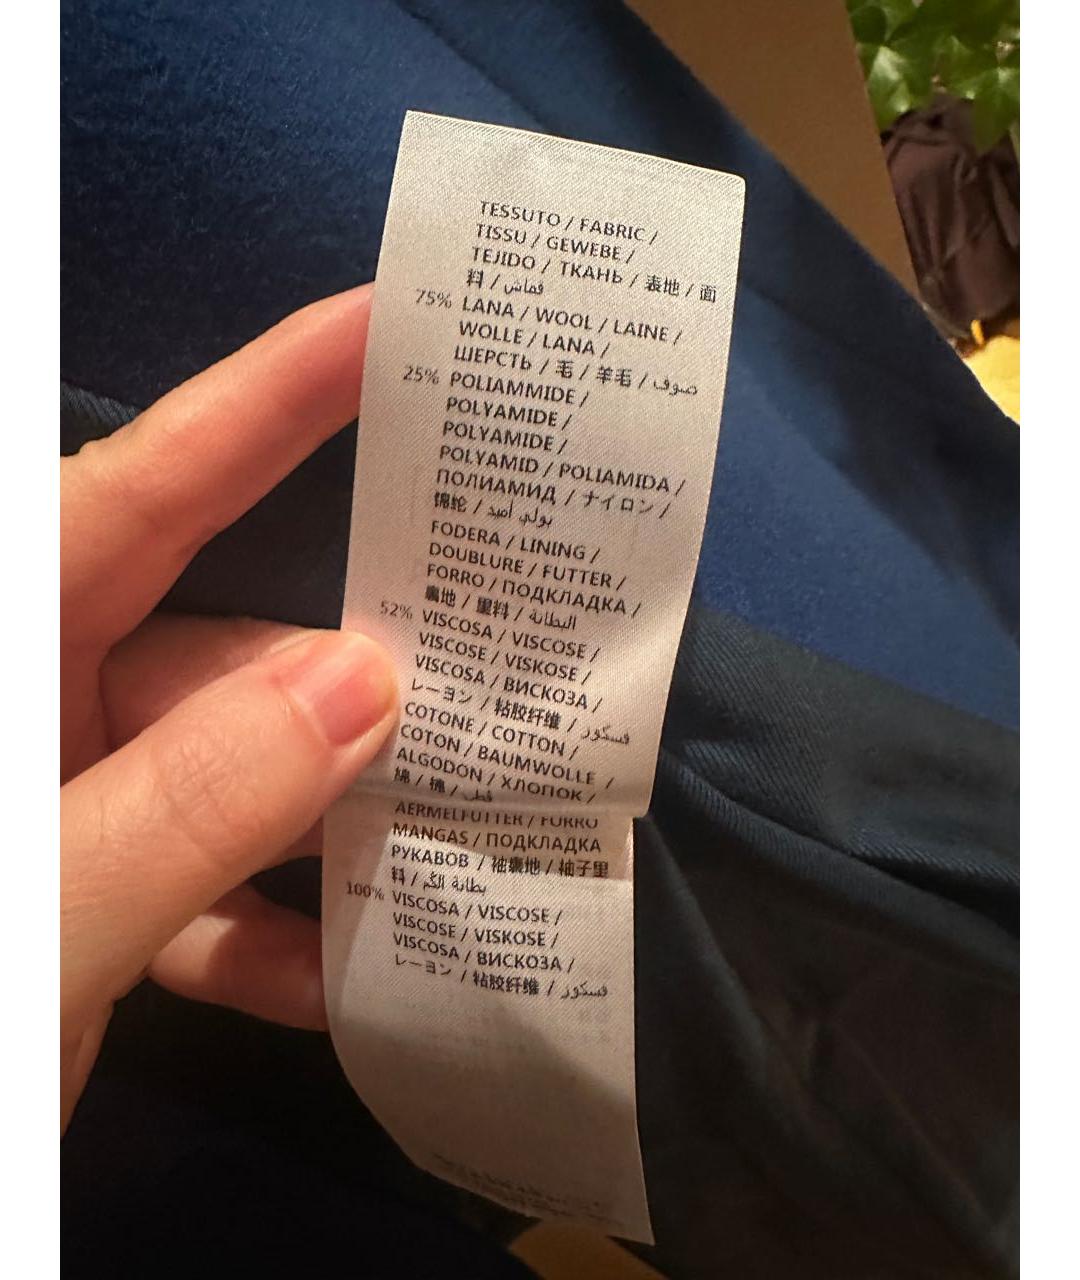 TESSUTO / FABRIC /
TISSU / GEWEBE /
TEJIDO / ТКАНЬ / 表地 / 面
料 / قماش
75% LANA / WOOL / LAINE /
WOLLE / LANA /
ШЕРСТЬ / 毛 / 羊毛 / صوف
25% POLIAMMIDE /
POLYAMIDE /
POLYAMIDE /
POLYAMID / POLIAMIDA /
ПОЛИАМИД / ナイロン /
锦纶 / بولي أميد
FODERA / LINING /
DOUBLURE / FUTTER /
FORRO / ПОДКЛАДКА /
裏地 / 里料 / البطانة
52% VISCOSA / VISCOSE /
VISCOSE / VISKOSE /
VISCOSA / ВИСКОЗА /
レーヨン / 粘胶纤维 / فسكوز
COTONE / COTTON /
COTON / BAUMWOLLE /
ALGODON / ХЛОПОК /
綿 / 棉 / قطن
AERMELFUTTER / FORRO
MANGAS / ПОДКЛАДКА
РУКАВОВ / 袖裏地 / 袖子里
料 / بطانة الكم
100% VISCOSA / VISCOSE /
VISCOSE / VISKOSE /
VISCOSA / ВИСКОЗА /
レーヨン / 粘胶纤维 / فسكوز